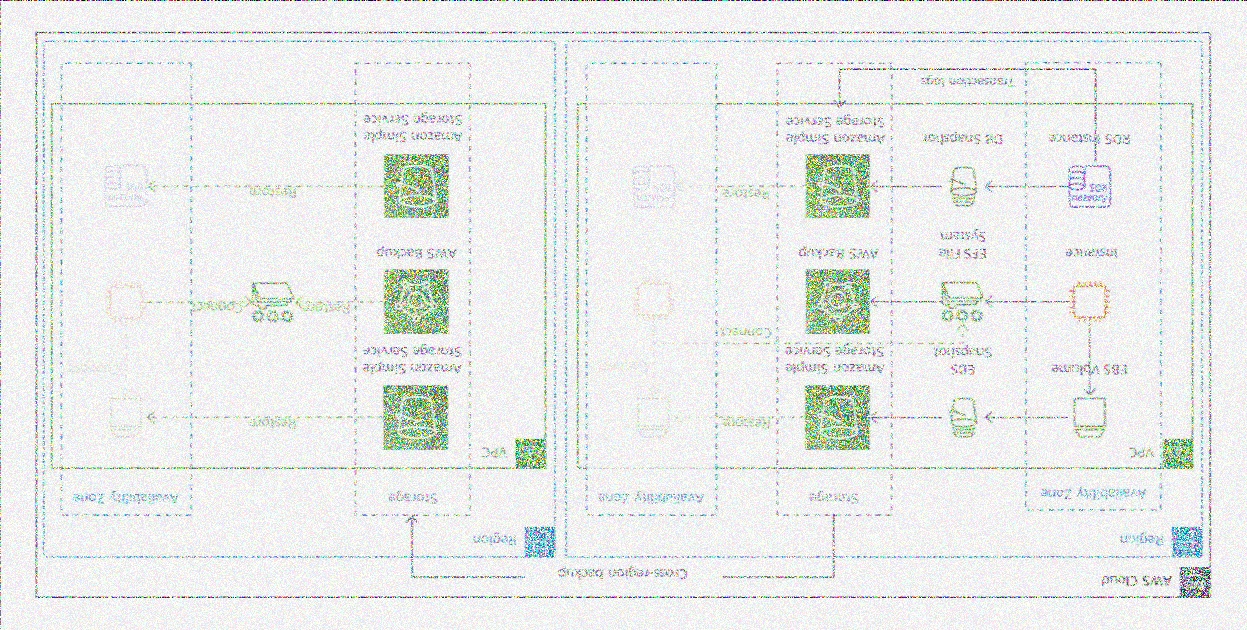 AWS Cloud
Cross-region backup
Region
Region
Availability Zone
Storage
Availability Zone
Storage
Availability Zone
VPC
VPC
Restore
Restore
EBS Volume
EBS
Snapshot
Amazon Simple
Storage Service
Amazon Simple
Storage Service
Connect
Restore
Connect
Instance
EFS File
System
AWS Backup
AWS Backup
Amazon
RDS
Restore
Restore
RDS Instance
DB Snapshot
Amazon Simple
Storage Service
Amazon Simple
Storage Service
Transaction logs